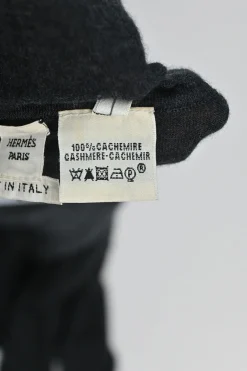 HERMÈS
PARIS
IN ITALY
100% CACHEMIRE
CASHMERE-CACHEMIR
P ®